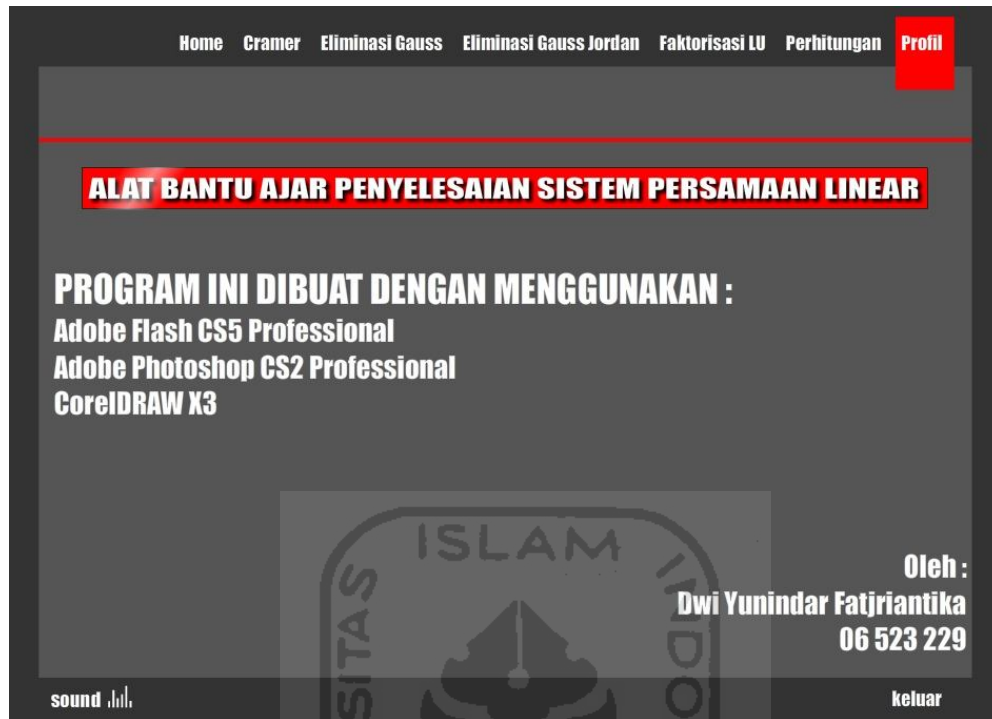 Home Cramer Eliminasi Gauss Eliminasi Gauss Jordan Faktorisasi LU Perhitungan Profil
ALAT BANTU AJAR PENYELESAIAN SISTEM PERSAMAAN LINEAR
PROGRAM INI DIBUAT DENGAN MENGGUNAKAN :
Adobe Flash CS5 Professional
Adobe Photoshop CS2 Professional
CorelDRAW X3
ISLAM
SITAS
INDO
Oleh :
Dwi Yunindar Fatjriantika
06 523 229
sound
keluar